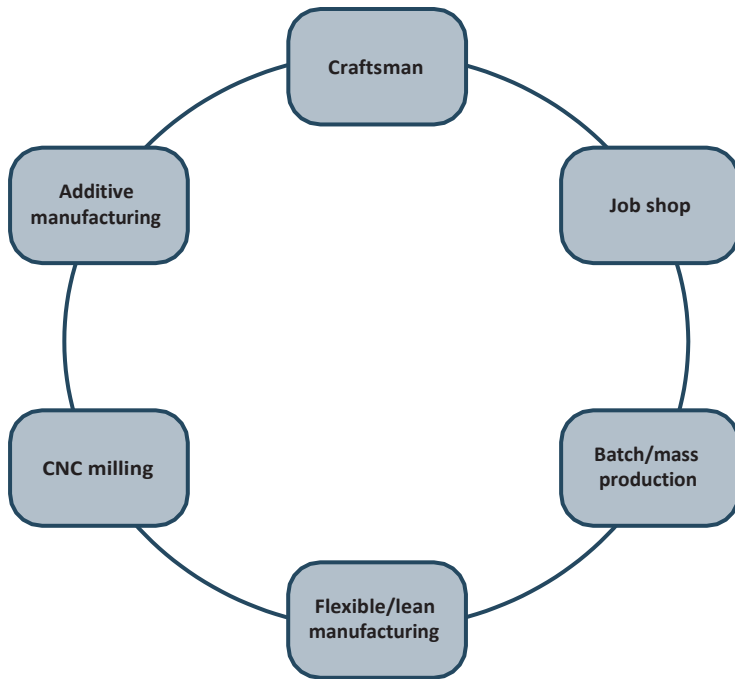 Craftsman
Job shop
Batch/mass
production
Flexible/lean
manufacturing
CNC milling
Additive
manufacturing